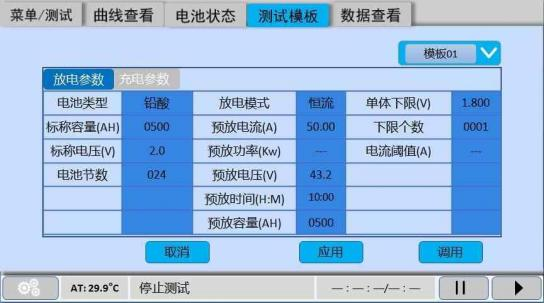 菜单/测试 曲线查看 电池状态 测试模板 数据查看
模板01
放电参数 充电参数
电池类型 铅酸 放电模式 恒流 单体下限(V) 1.800
标称容量(AH) 0500 预放电流(A) 50.00 下限个数 0001
标称电压(V) 2.0 预放功率(Kw) --- 电流阈值(A) ---
电池节数 024 预放电压(V) 43.2
预放时间(H:M) 10:00
预放容量(AH) 0500
取消 应用 调用
AT: 29.9°C 停止测试 —:—:—/—:—